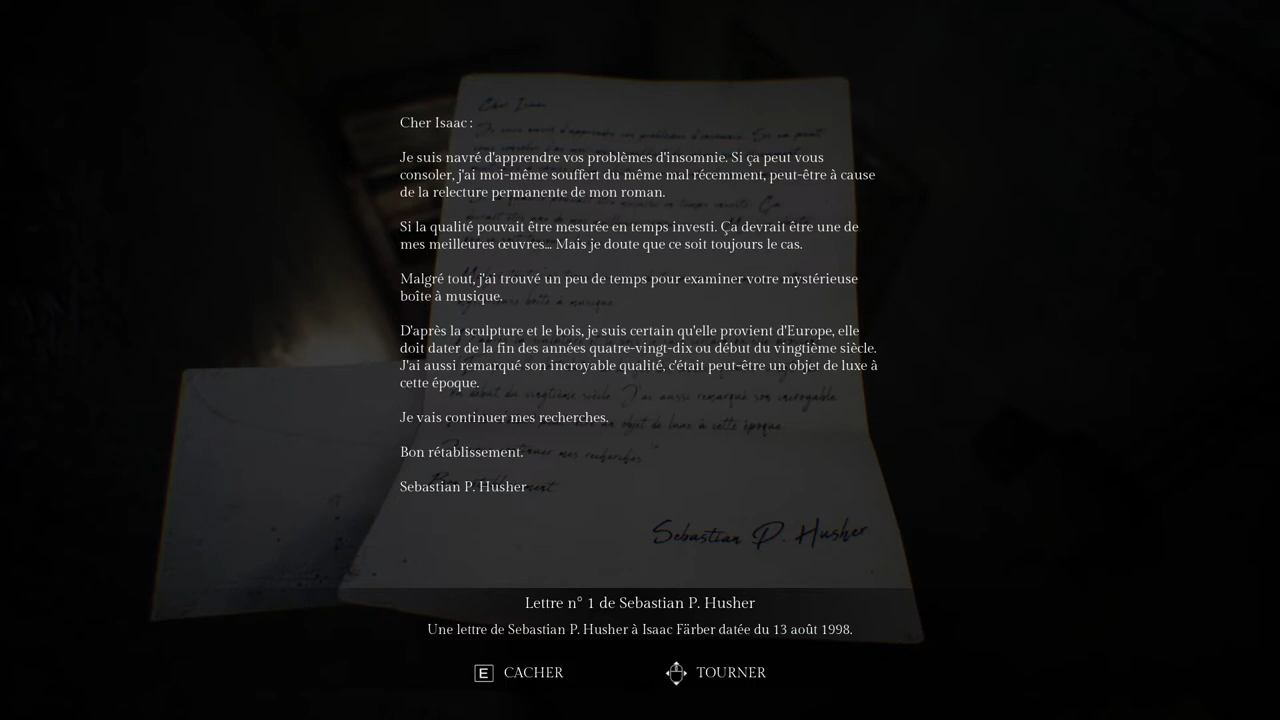 Cher Isaac :
Je suis navré d'apprendre vos problèmes d'insomnie. Si ça peut vous
consoler, j'ai moi-même souffert du même mal récemment, peut-être à cause
de la relecture permanente de mon roman.
Si la qualité pouvait être mesurée en temps investi. Ça devrait être une de
mes meilleures œuvres... Mais je doute que ce soit toujours le cas.
Malgré tout, j'ai trouvé un peu de temps pour examiner votre mystérieuse
boîte à musique.
D'après la sculpture et le bois, je suis certain qu'elle provient d'Europe, elle
doit dater de la fin des années quatre-vingt-dix ou début du vingtième siècle.
J'ai aussi remarqué son incroyable qualité, c'était peut-être un objet de luxe à
cette époque.
Je vais continuer mes recherches.
Bon rétablissement.
Sebastian P. Husher
Sebastian P. Husher
Lettre n° 1 de Sebastian P. Husher
Une lettre de Sebastian P. Husher à Isaac Färber datée du 13 août 1998.
E CACHER
TOURNER